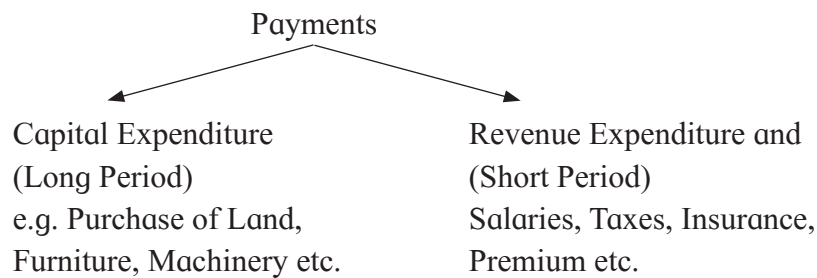 Payments
Capital Expenditure
(Long Period)
e.g. Purchase of Land,
Furniture, Machinery etc.
Revenue Expenditure and
(Short Period)
Salaries, Taxes, Insurance,
Premium etc.